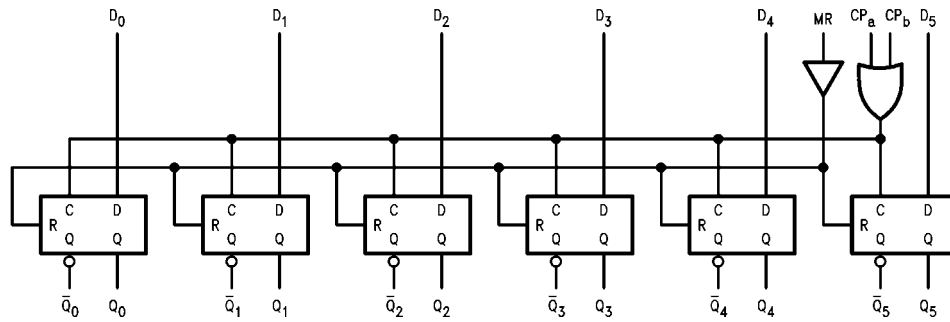 D₀ D₁ D₂ D₃ D₄ MR CPₐ CP_b D₅
C D C D C D C D C D C D
R R R R R R
Q Q Q Q Q Q Q Q Q Q Q Q
Q̅₀ Q₀ Q̅₁ Q₁ Q̅₂ Q₂ Q̅₃ Q₃ Q̅₄ Q₄ Q̅₅ Q₅